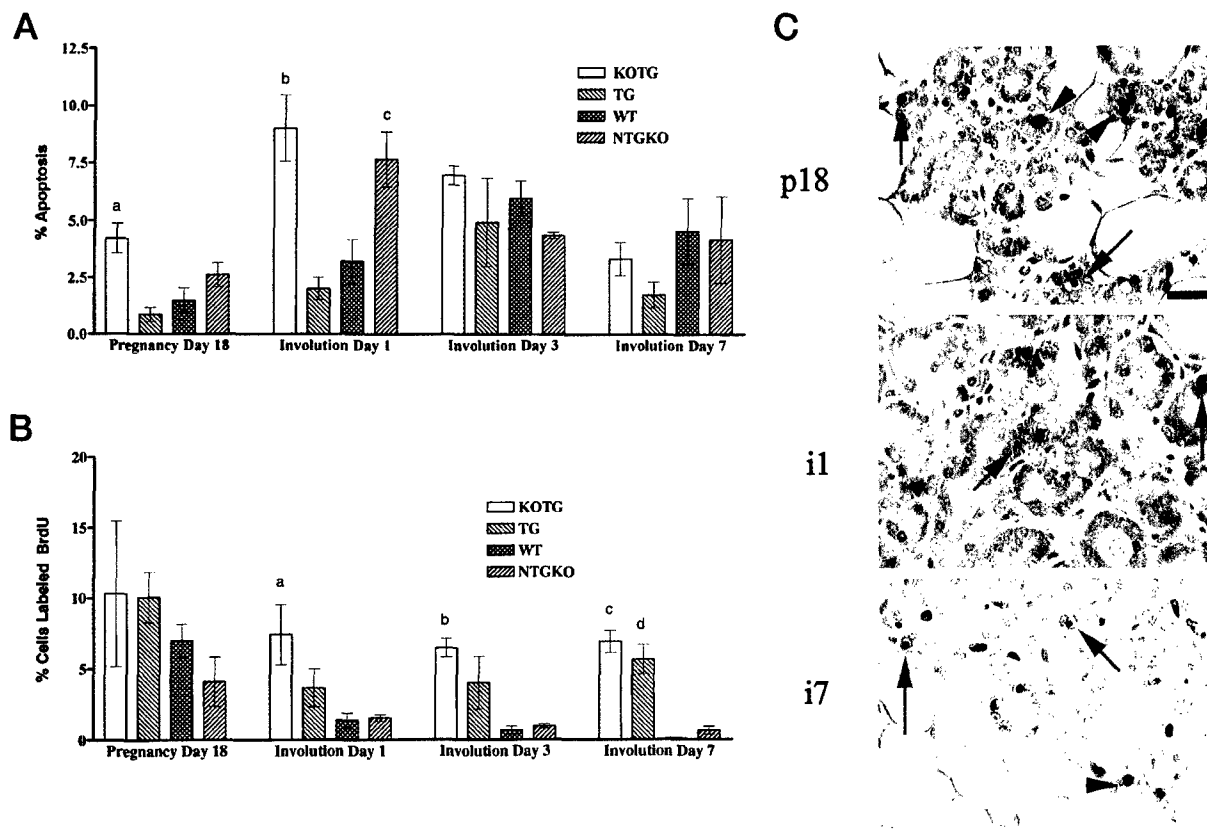 A
12.5
10.0
7.5
5.0
2.5
0.0
% Apoptosis
a
b
c
KOTG
TG
WT
NTGKO
Pregnancy Day 18
Involution Day 1
Involution Day 3
Involution Day 7
B
20
15
10
5
0
% Cells Labeled BrdU
a
b
c
d
KOTG
TG
WT
NTGKO
Pregnancy Day 18
Involution Day 1
Involution Day 3
Involution Day 7
C
p18
i1
i7